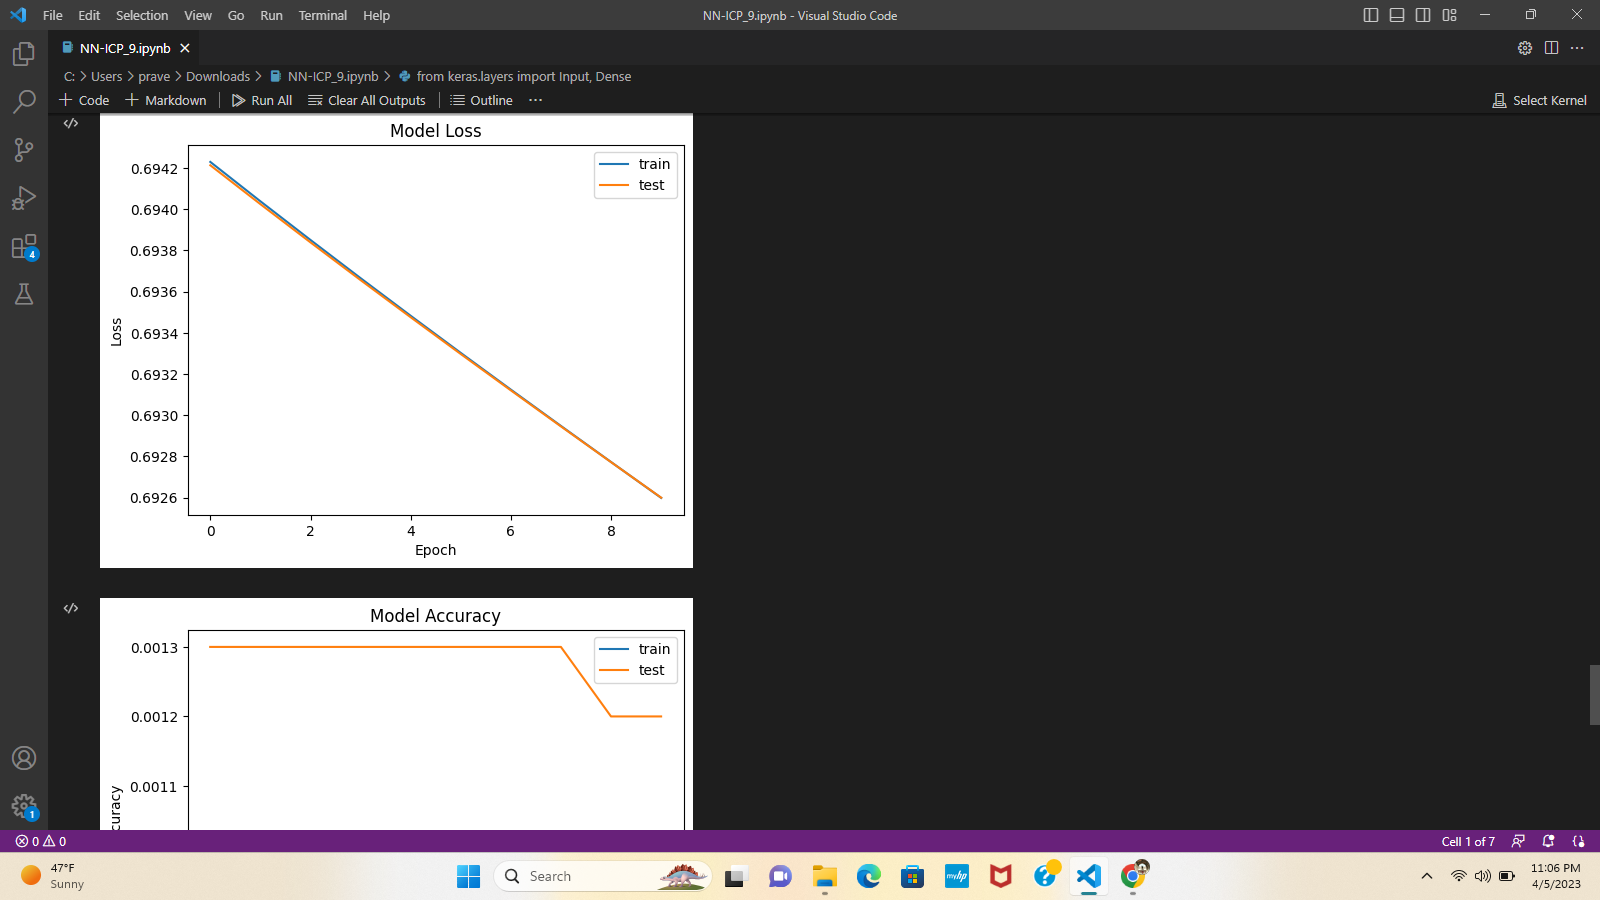 File Edit Selection View Go Run Terminal Help
NN-ICP_9.ipynb - Visual Studio Code
NN-ICP_9.ipynb
C: > Users > prave > Downloads > NN-ICP_9.ipynb > from keras.layers import Input, Dense
+ Code + Markdown Run All Clear All Outputs Outline ...
Select Kernel
Model Loss
train
test
0.6942
0.6940
0.6938
0.6936
0.6934
0.6932
0.6930
0.6928
0.6926
Loss
0 2 4 6 8
Epoch
Model Accuracy
train
test
0.0013
0.0012
0.0011
curacy
4
1
0 0
Cell 1 of 7
47°F
Sunny
Search
myhp
11:06 PM
4/5/2023